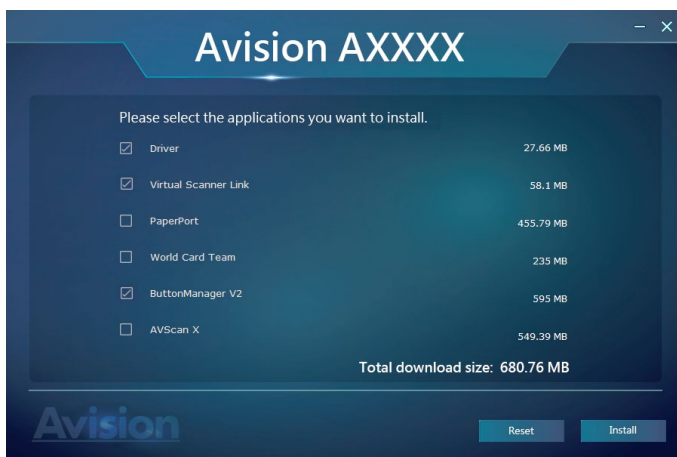 Avision AXXXX
Please select the applications you want to install.
Driver 27.66 MB
Virtual Scanner Link 58.1 MB
PaperPort 455.79 MB
World Card Team 235 MB
ButtonManager V2 595 MB
AVScan X 549.39 MB
Total download size: 680.76 MB
Avision
Reset Install